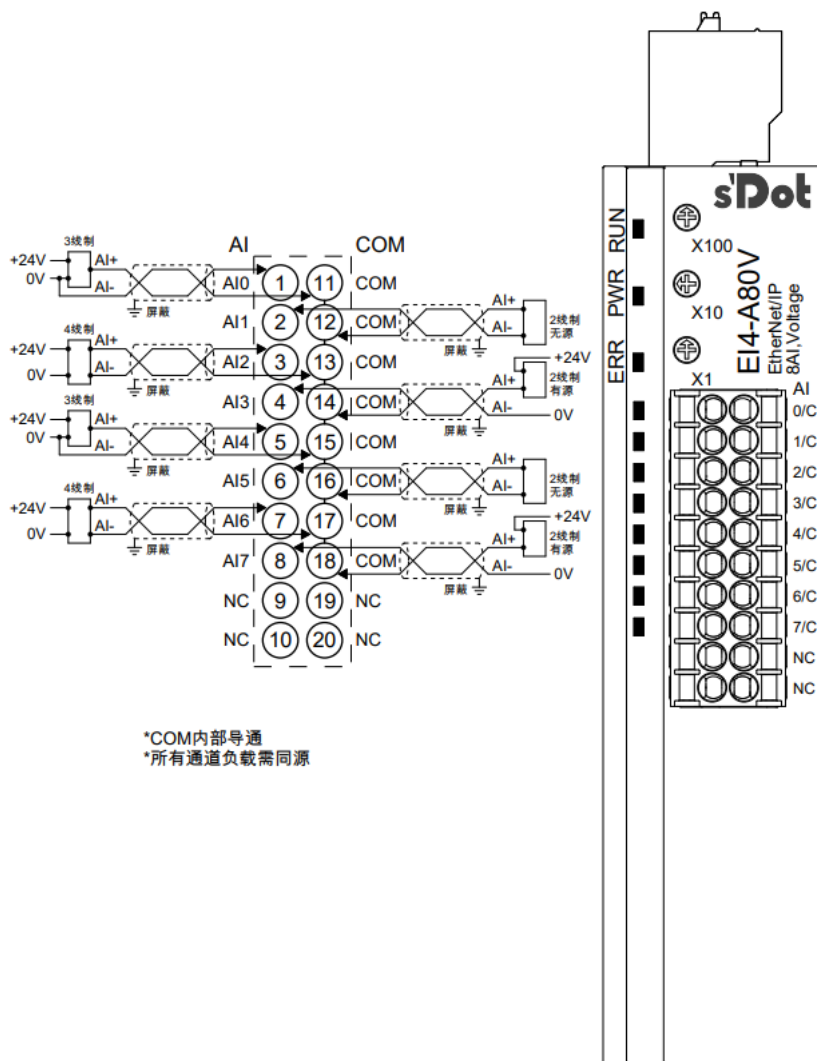 s'Dot
RUN
PWR
ERR
X100
X10
X1
EI4-A80V
EtherNet/IP
8AI,Voltage
AI
0/C
1/C
2/C
3/C
4/C
5/C
6/C
7/C
NC
NC
AI COM
3线制
+24V AI+
0V AI-
屏蔽
AI0 1 11 COM
AI+
AI-
2线制
无源
屏蔽
AI1 2 12 COM
4线制
+24V AI+
0V AI-
屏蔽
AI2 3 13 COM
+24V
AI+
AI-
2线制
有源
0V
屏蔽
AI3 4 14 COM
3线制
+24V AI+
0V AI-
屏蔽
AI4 5 15 COM
AI+
AI-
2线制
无源
屏蔽
AI5 6 16 COM
4线制
+24V AI+
0V AI-
屏蔽
AI6 7 17 COM
+24V
AI+
AI-
2线制
有源
0V
屏蔽
AI7 8 18 COM
NC 9 19 NC
NC 10 20 NC
*COM内部导通
*所有通道负载需同源